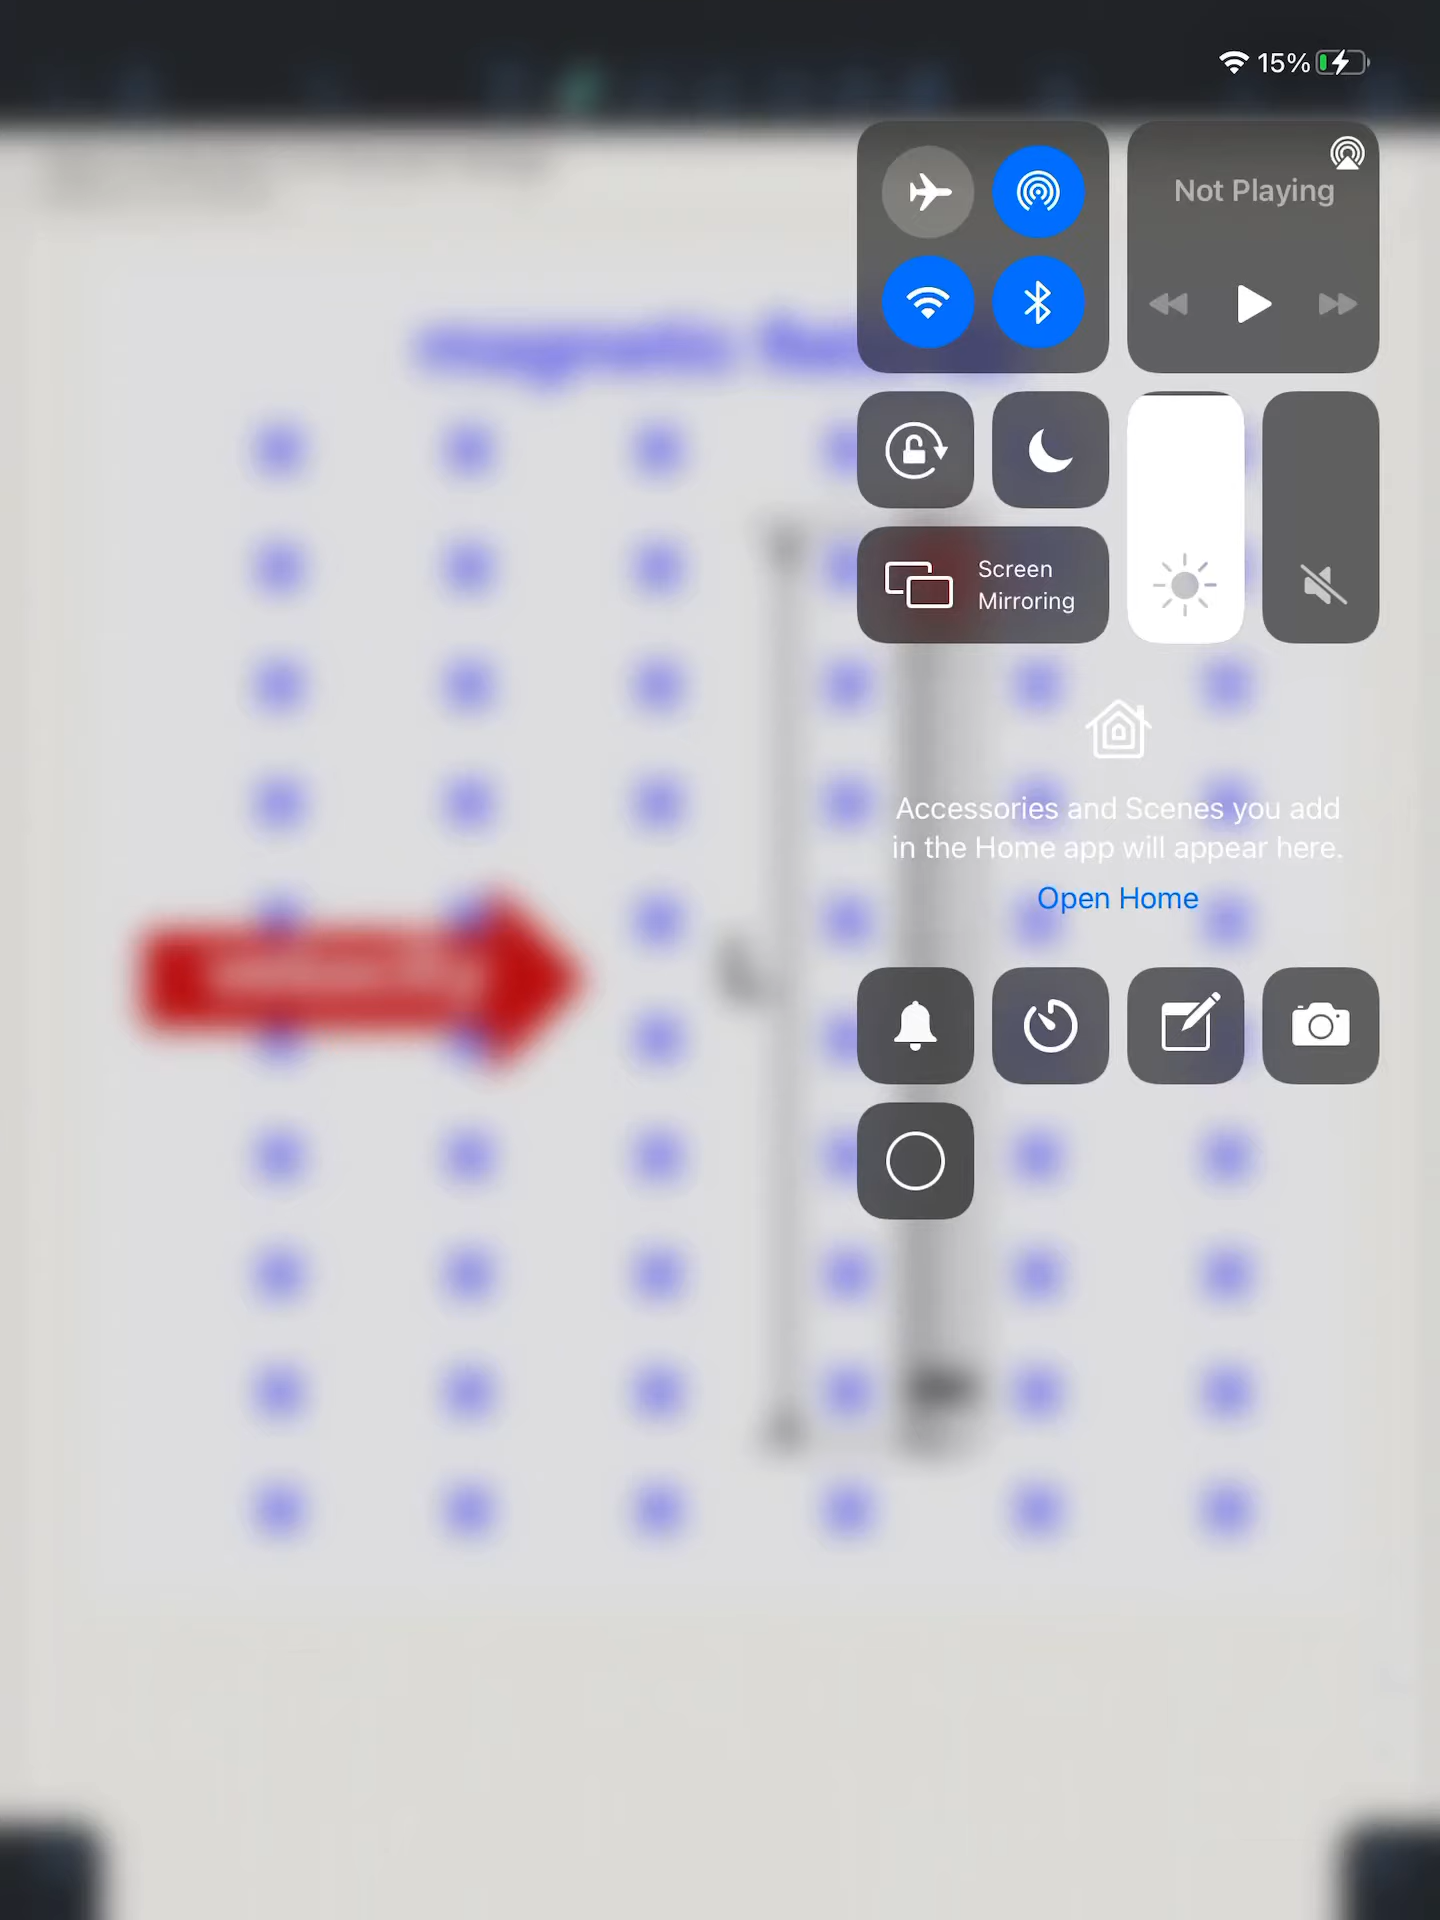 15%
Not Playing
Screen
Mirroring
Accessories and Scenes you add
in the Home app will appear here.
Open Home